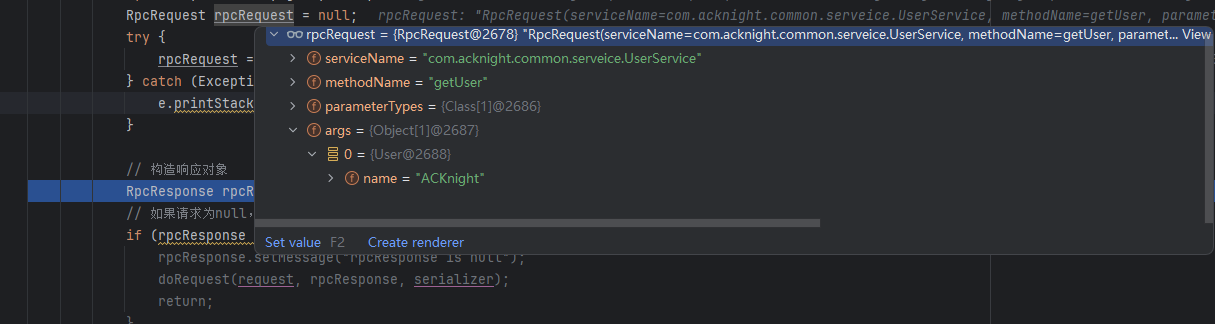 RpcRequest rpcRequest = null;   rpcRequest: "RpcRequest(serviceName=com.acknight.common.serveice.UserService, methodName=getUser, paramet
try {
rpcRequest =
} catch (Excepti
e.printStack
}
// 构造响应对象
RpcResponse rpcR
// 如果请求为null,
if (rpcResponse
rpcResponse.setMessage("rpcResponse is null");
doRequest(request, rpcResponse, serializer);
return;
}
rpcRequest = {RpcRequest@2678} "RpcRequest(serviceName=com.acknight.common.serveice.UserService, methodName=getUser, paramet... View
serviceName = "com.acknight.common.serveice.UserService"
methodName = "getUser"
parameterTypes = {Class[1]@2686}
args = {Object[1]@2687}
0 = {User@2688}
name = "ACKnight"
Set value F2 Create renderer